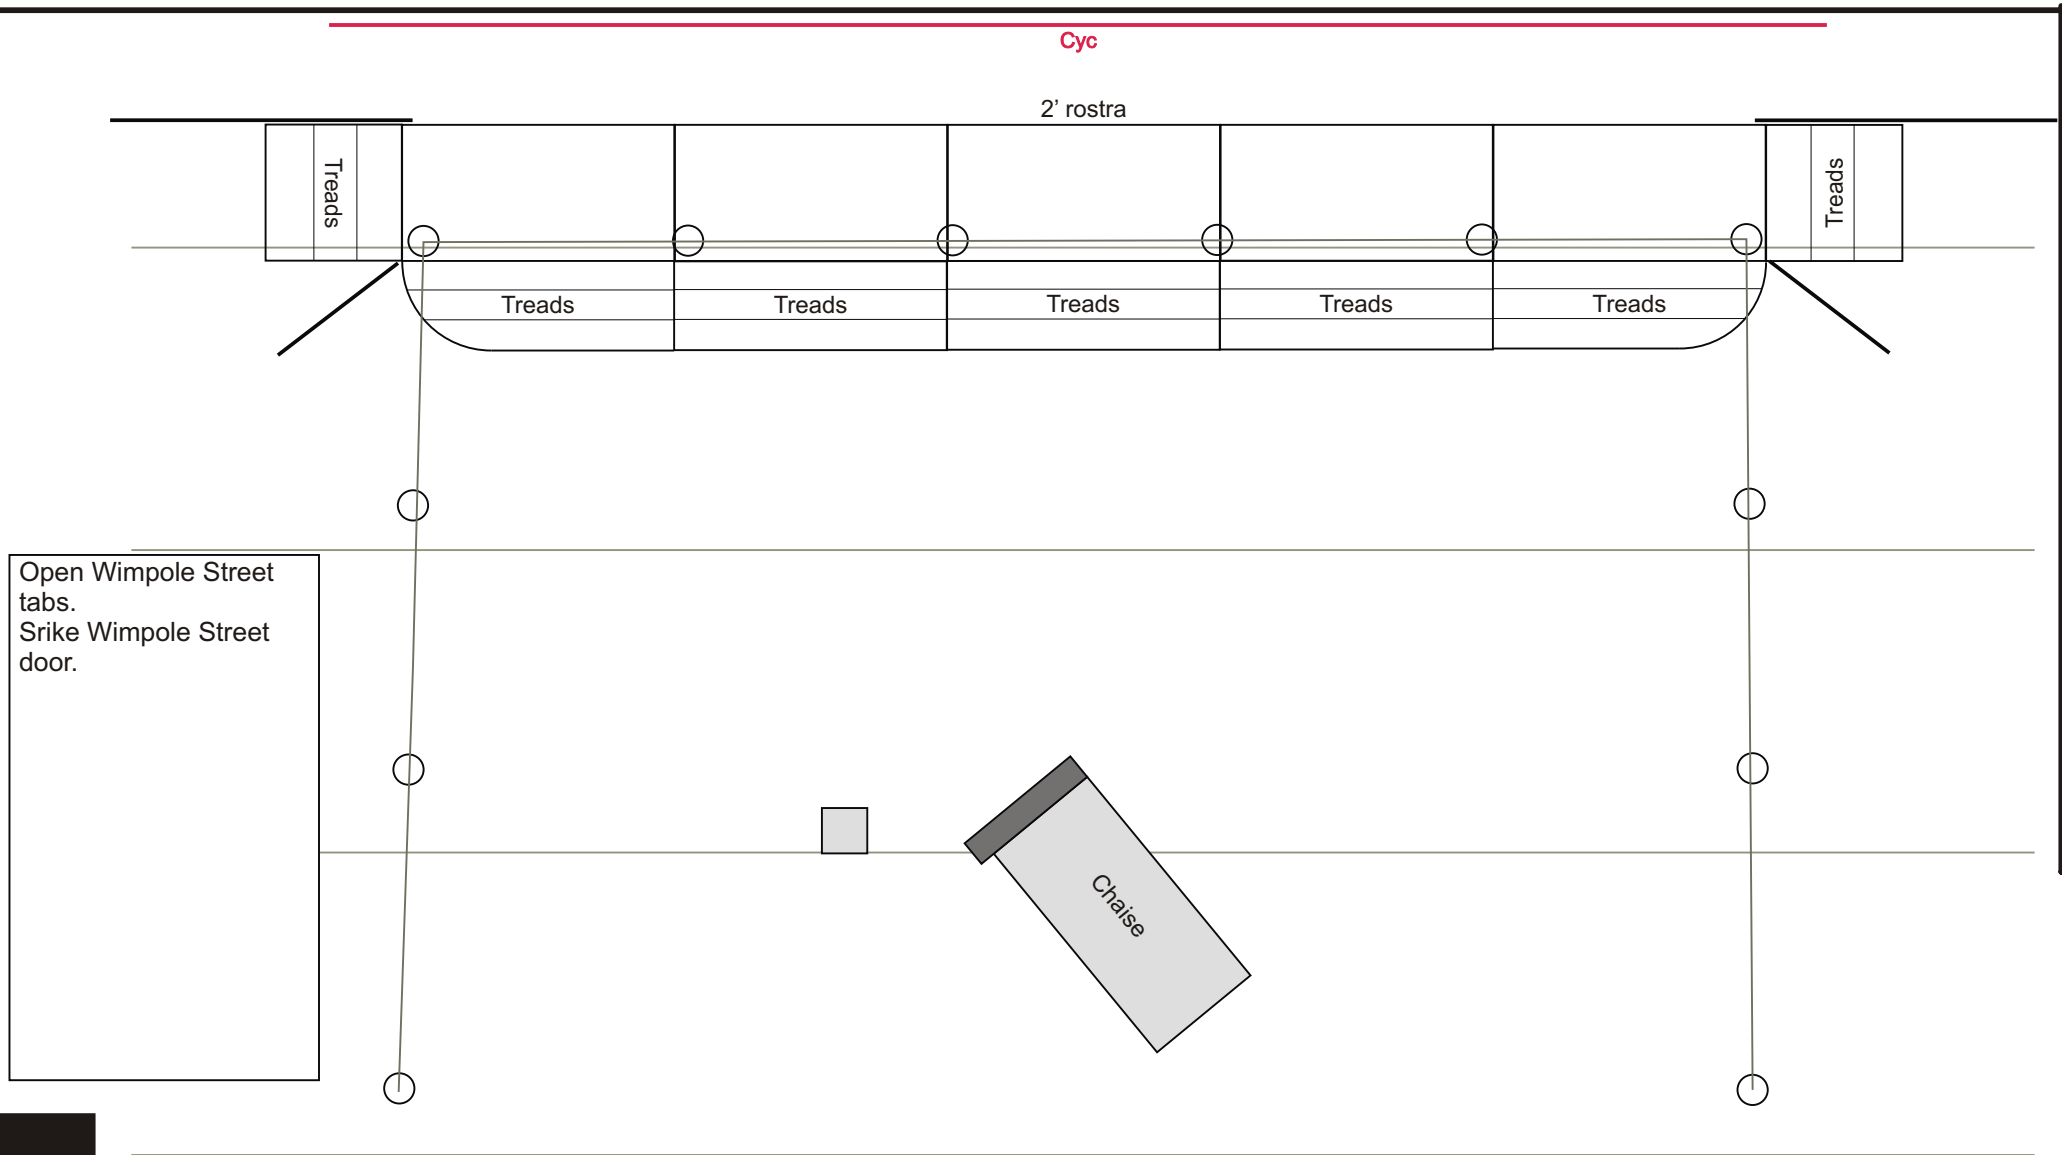 Cyc
2’ rostra
Treads
Treads
Treads
Treads
Treads
Treads
Treads
Open Wimpole Street
tabs.
Srike Wimpole Street
door.
Chaise